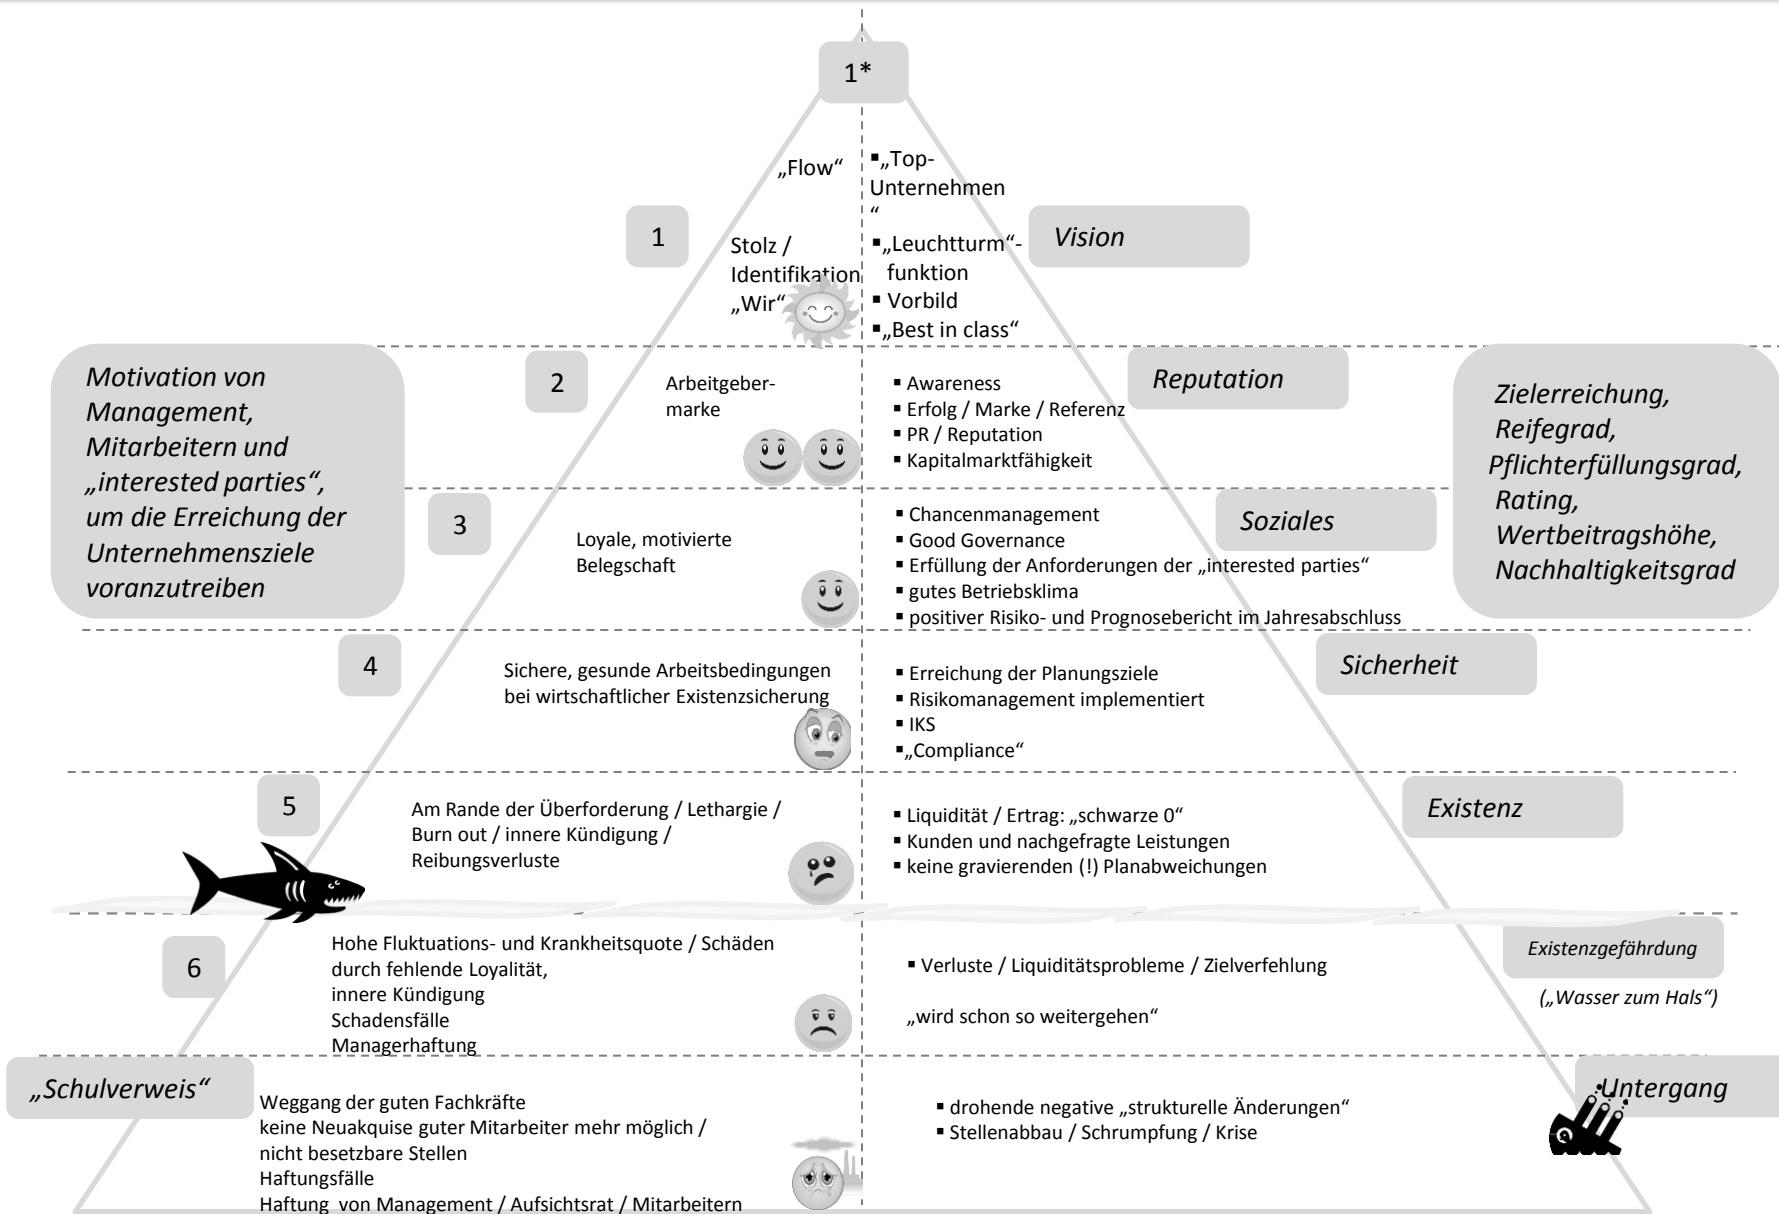 1*
„Flow“
▪„Top-
Unternehmen
“
1
Stolz /
Identifikation
„Wir“
▪„Leuchtturm“-
funktion
▪ Vorbild
▪„Best in class“
Vision
Motivation von
Management,
Mitarbeitern und
„interested parties“,
um die Erreichung der
Unternehmensziele
voranzutreiben
2
Arbeitgeber-
marke
▪ Awareness
▪ Erfolg / Marke / Referenz
▪ PR / Reputation
▪ Kapitalmarktfähigkeit
Reputation
Zielerreichung,
Reifegrad,
Pflichterfüllungsgrad,
Rating,
Wertbeitragshöhe,
Nachhaltigkeitsgrad
3
Loyale, motivierte
Belegschaft
▪ Chancenmanagement
▪ Good Governance
▪ Erfüllung der Anforderungen der „interested parties“
▪ gutes Betriebsklima
▪ positiver Risiko- und Prognosebericht im Jahresabschluss
Soziales
4
Sichere, gesunde Arbeitsbedingungen
bei wirtschaftlicher Existenzsicherung
▪ Erreichung der Planungsziele
▪ Risikomanagement implementiert
▪ IKS
▪„Compliance“
Sicherheit
5
Am Rande der Überforderung / Lethargie /
Burn out / innere Kündigung /
Reibungsverluste
▪ Liquidität / Ertrag: „schwarze 0“
▪ Kunden und nachgefragte Leistungen
▪ keine gravierenden (!) Planabweichungen
Existenz
6
Hohe Fluktuations- und Krankheitsquote / Schäden
durch fehlende Loyalität,
innere Kündigung
Schadensfälle
Managerhaftung
▪ Verluste / Liquiditätsprobleme / Zielverfehlung
„wird schon so weitergehen“
Existenzgefährdung
(„Wasser zum Hals“)
„Schulverweis“
Weggang der guten Fachkräfte
keine Neuakquise guter Mitarbeiter mehr möglich /
nicht besetzbare Stellen
Haftungsfälle
Haftung von Management / Aufsichtsrat / Mitarbeitern
▪ drohende negative „strukturelle Änderungen“
▪ Stellenabbau / Schrumpfung / Krise
Untergang